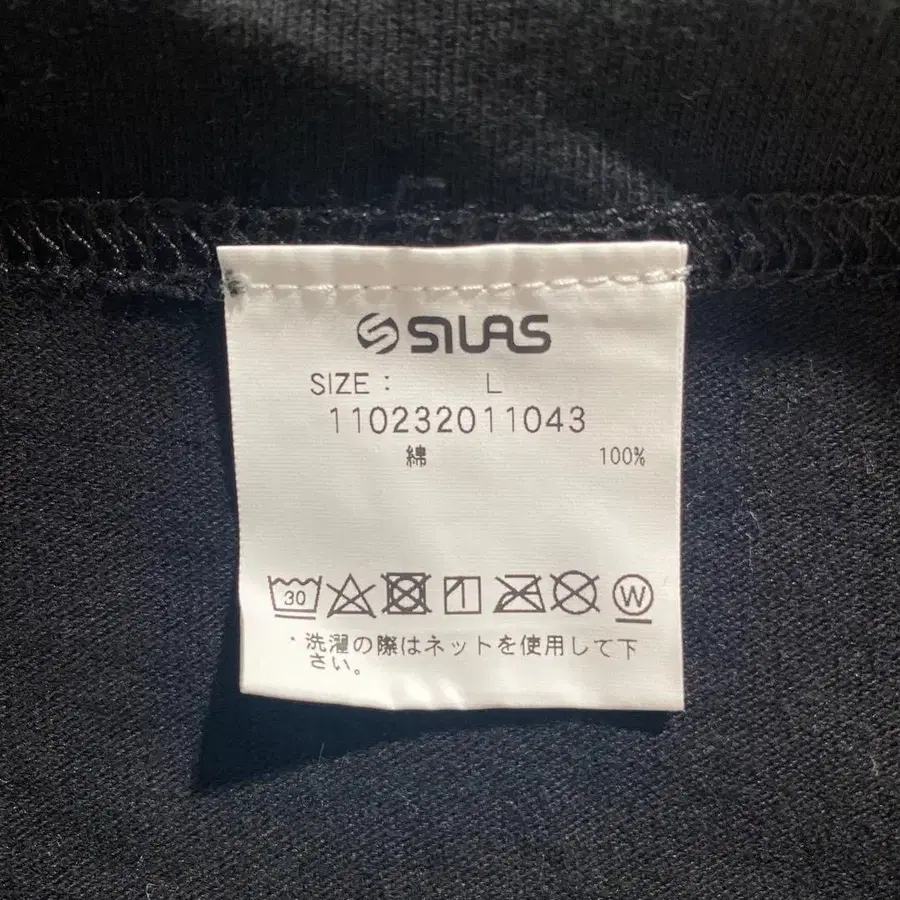 SILAS
SIZE : L
110232011043
綿 100%
30 W
・洗濯の際はネットを使用して下
さい。